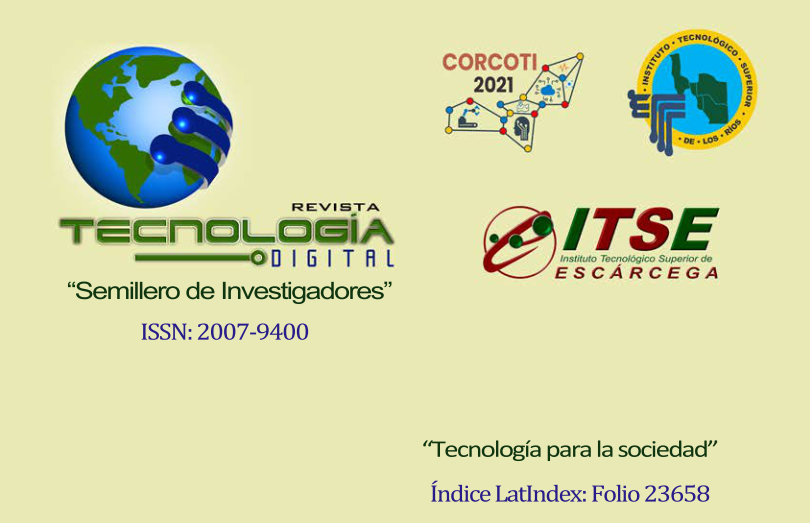 REVISTA
TECNOLOGÍA
DIGITAL
“Semillero de Investigadores”
ISSN: 2007-9400
CORCOTI
2021
INSTITUTO • TECNOLÓGICO • SUPERIOR
• DE • LOS • RÍOS •
ITSE
Instituto Tecnológico Superior de
ESCÁRCEGA
“Tecnología para la sociedad”
Índice LatIndex: Folio 23658